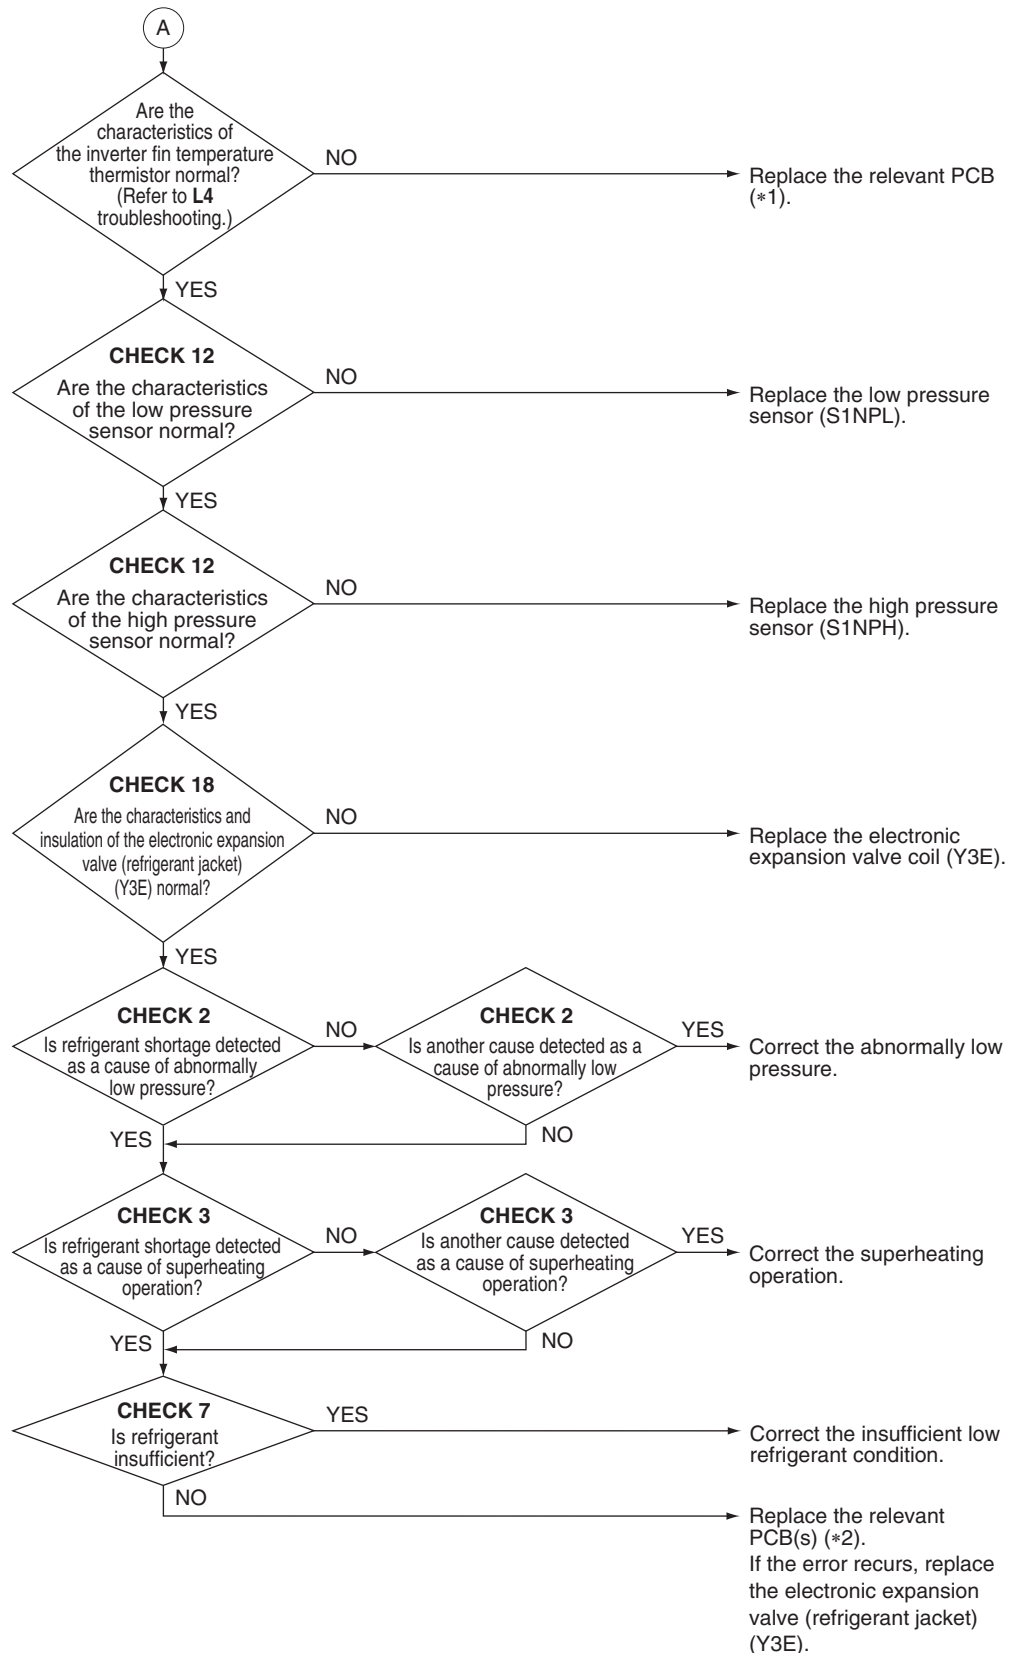 A
Are the
characteristics of
the inverter fin temperature
thermistor normal?
(Refer to L4
troubleshooting.)
NO
Replace the relevant PCB
(*1).
YES
CHECK 12
Are the characteristics
of the low pressure
sensor normal?
NO
Replace the low pressure
sensor (S1NPL).
YES
CHECK 12
Are the characteristics
of the high pressure
sensor normal?
NO
Replace the high pressure
sensor (S1NPH).
YES
CHECK 18
Are the characteristics and
insulation of the electronic expansion
valve (refrigerant jacket)
(Y3E) normal?
NO
Replace the electronic
expansion valve coil (Y3E).
YES
CHECK 2
Is refrigerant shortage detected
as a cause of abnormally
low pressure?
NO
CHECK 2
Is another cause detected as a
cause of abnormally low
pressure?
YES
Correct the abnormally low
pressure.
YES
NO
CHECK 3
Is refrigerant shortage detected
as a cause of superheating
operation?
NO
CHECK 3
Is another cause detected
as a cause of superheating
operation?
YES
Correct the superheating
operation.
YES
NO
CHECK 7
Is refrigerant
insufficient?
YES
Correct the insufficient low
refrigerant condition.
NO
Replace the relevant
PCB(s) (*2).
If the error recurs, replace
the electronic expansion
valve (refrigerant jacket)
(Y3E).